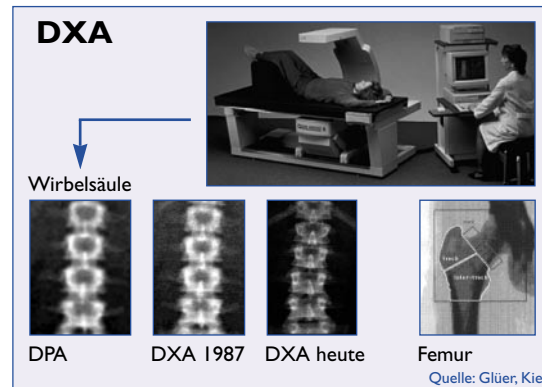 DXA
Wirbelsäule
DPA
DXA 1987
DXA heute
Femur
Quelle: Glüer, Kie